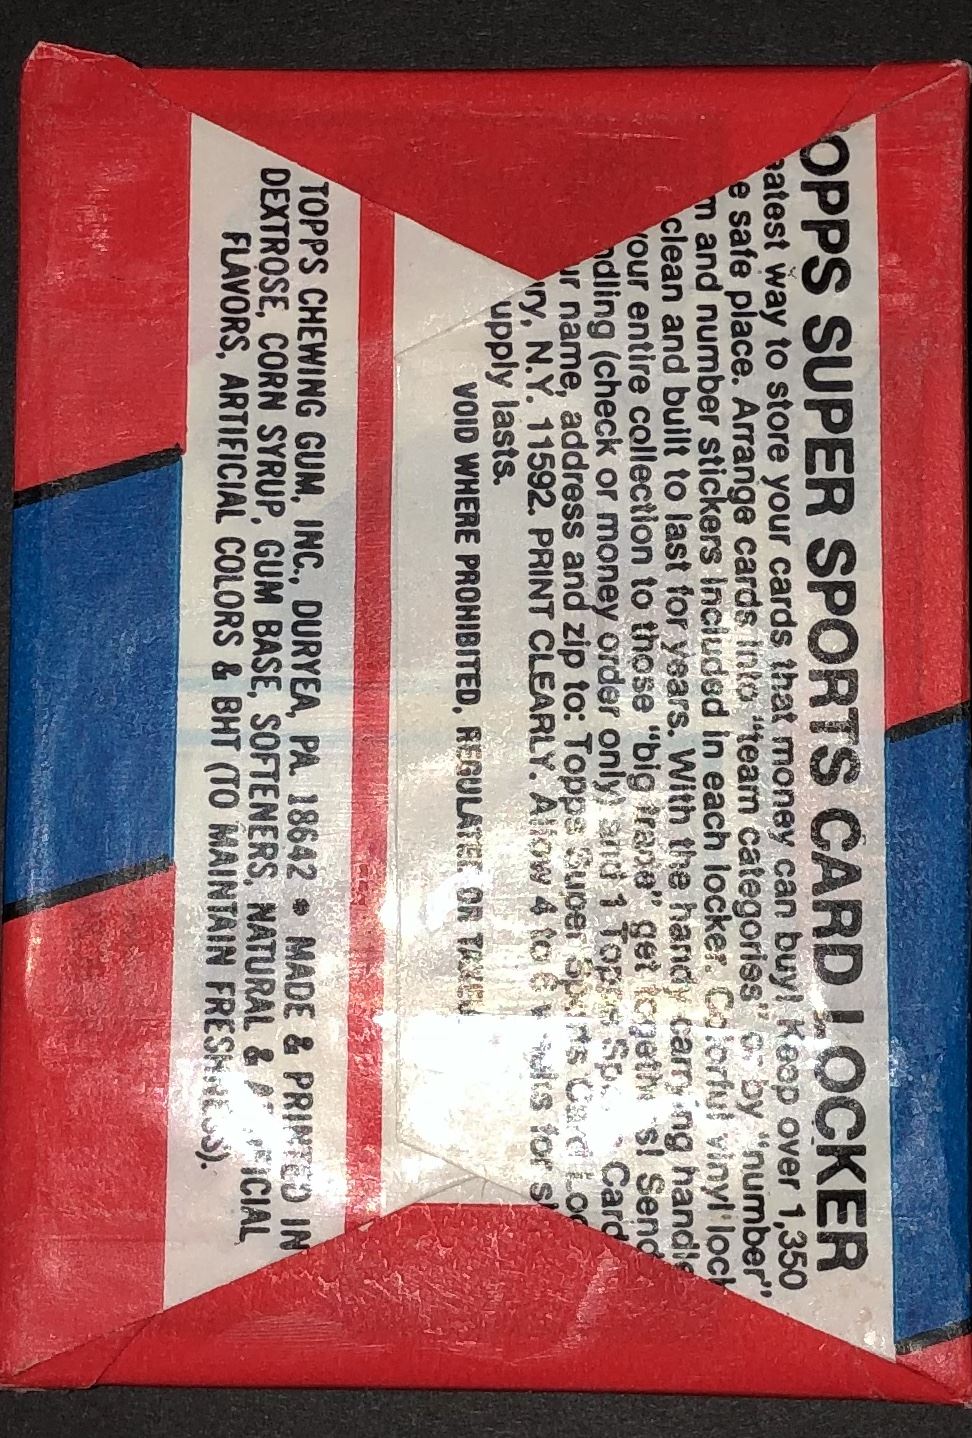 OPPS SUPER SPORTS CARD LOCKER
eatest way to store your cards that money can buy! Keep over 1,350
e safe place. Arrange cards into "team categories" or by "number"
m and number stickers included in each locker. Colorful vinyl lock
clean and built to last for years. With the handy carrying handle
your entire collection to those "big trade" get togethers! Send
ndling (check or money order only) and 1 Topps Sports Card
ur name, address and zip to: Topps Super Sports Card Loc
ry, N.Y. 11592. PRINT CLEARLY. Allow 4 to 6 for
upply lasts.
VOID WHERE PROHIBITED, REGULATED OR TAXED
TOPPS CHEWING GUM, INC., DURYEA, PA. 18642 • MADE & PRINTED IN
DEXTROSE, CORN SYRUP, GUM BASE, SOFTENERS, NATURAL & ARTIFICIAL
FLAVORS, ARTIFICIAL COLORS & BHT (TO MAINTAIN FRESHNESS).